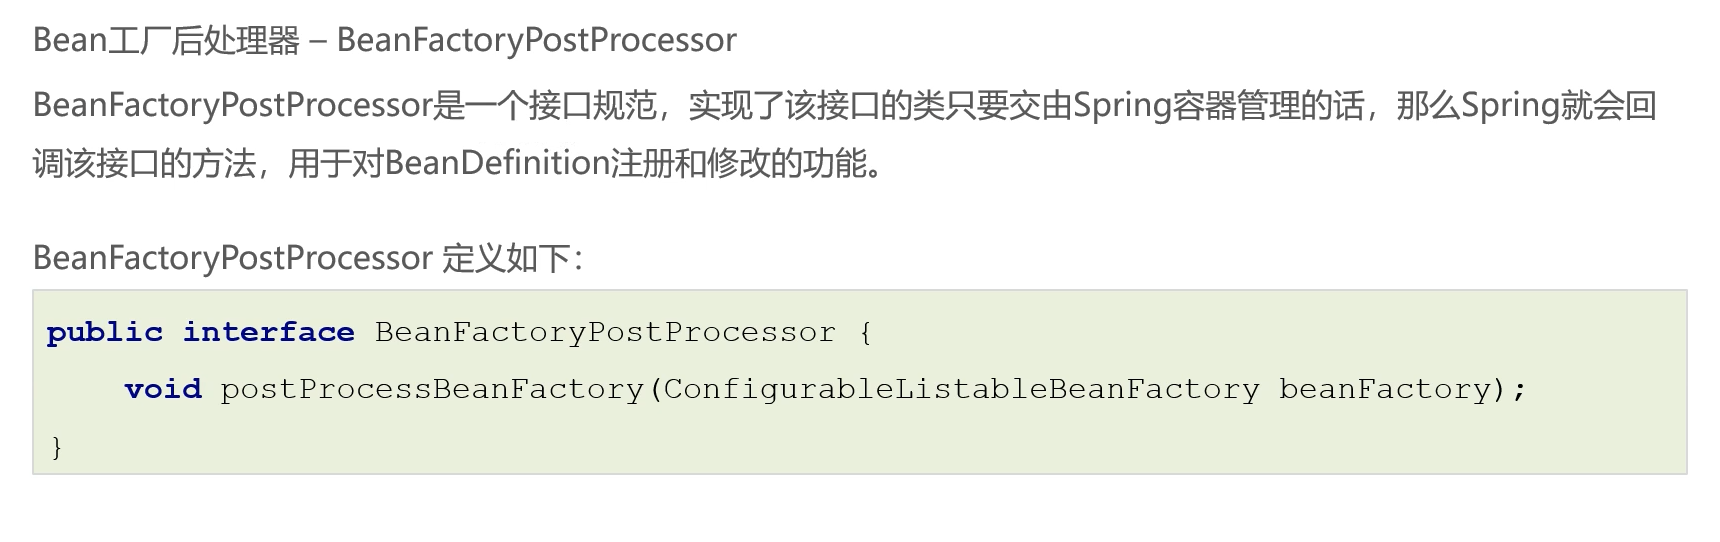 Bean工厂后处理器 – BeanFactoryPostProcessor
BeanFactoryPostProcessor是一个接口规范，实现了该接口的类只要交由Spring容器管理的话，那么Spring就会回
调该接口的方法，用于对BeanDefinition注册和修改的功能。
BeanFactoryPostProcessor 定义如下：
public interface BeanFactoryPostProcessor {
    void postProcessBeanFactory(ConfigurableListableBeanFactory beanFactory);
}